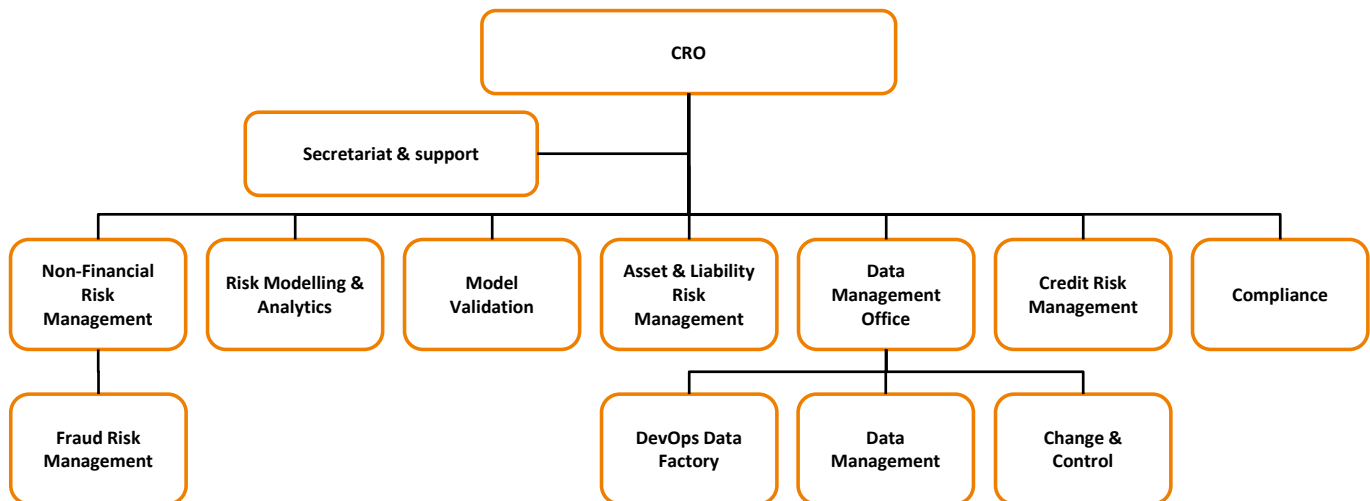 CRO
Secretariat & support
Non-Financial
Risk
Management
Risk Modelling &
Analytics
Model
Validation
Asset & Liability
Risk
Management
Data
Management
Office
Credit Risk
Management
Compliance
Fraud Risk
Management
DevOps Data
Factory
Data
Management
Change &
Control